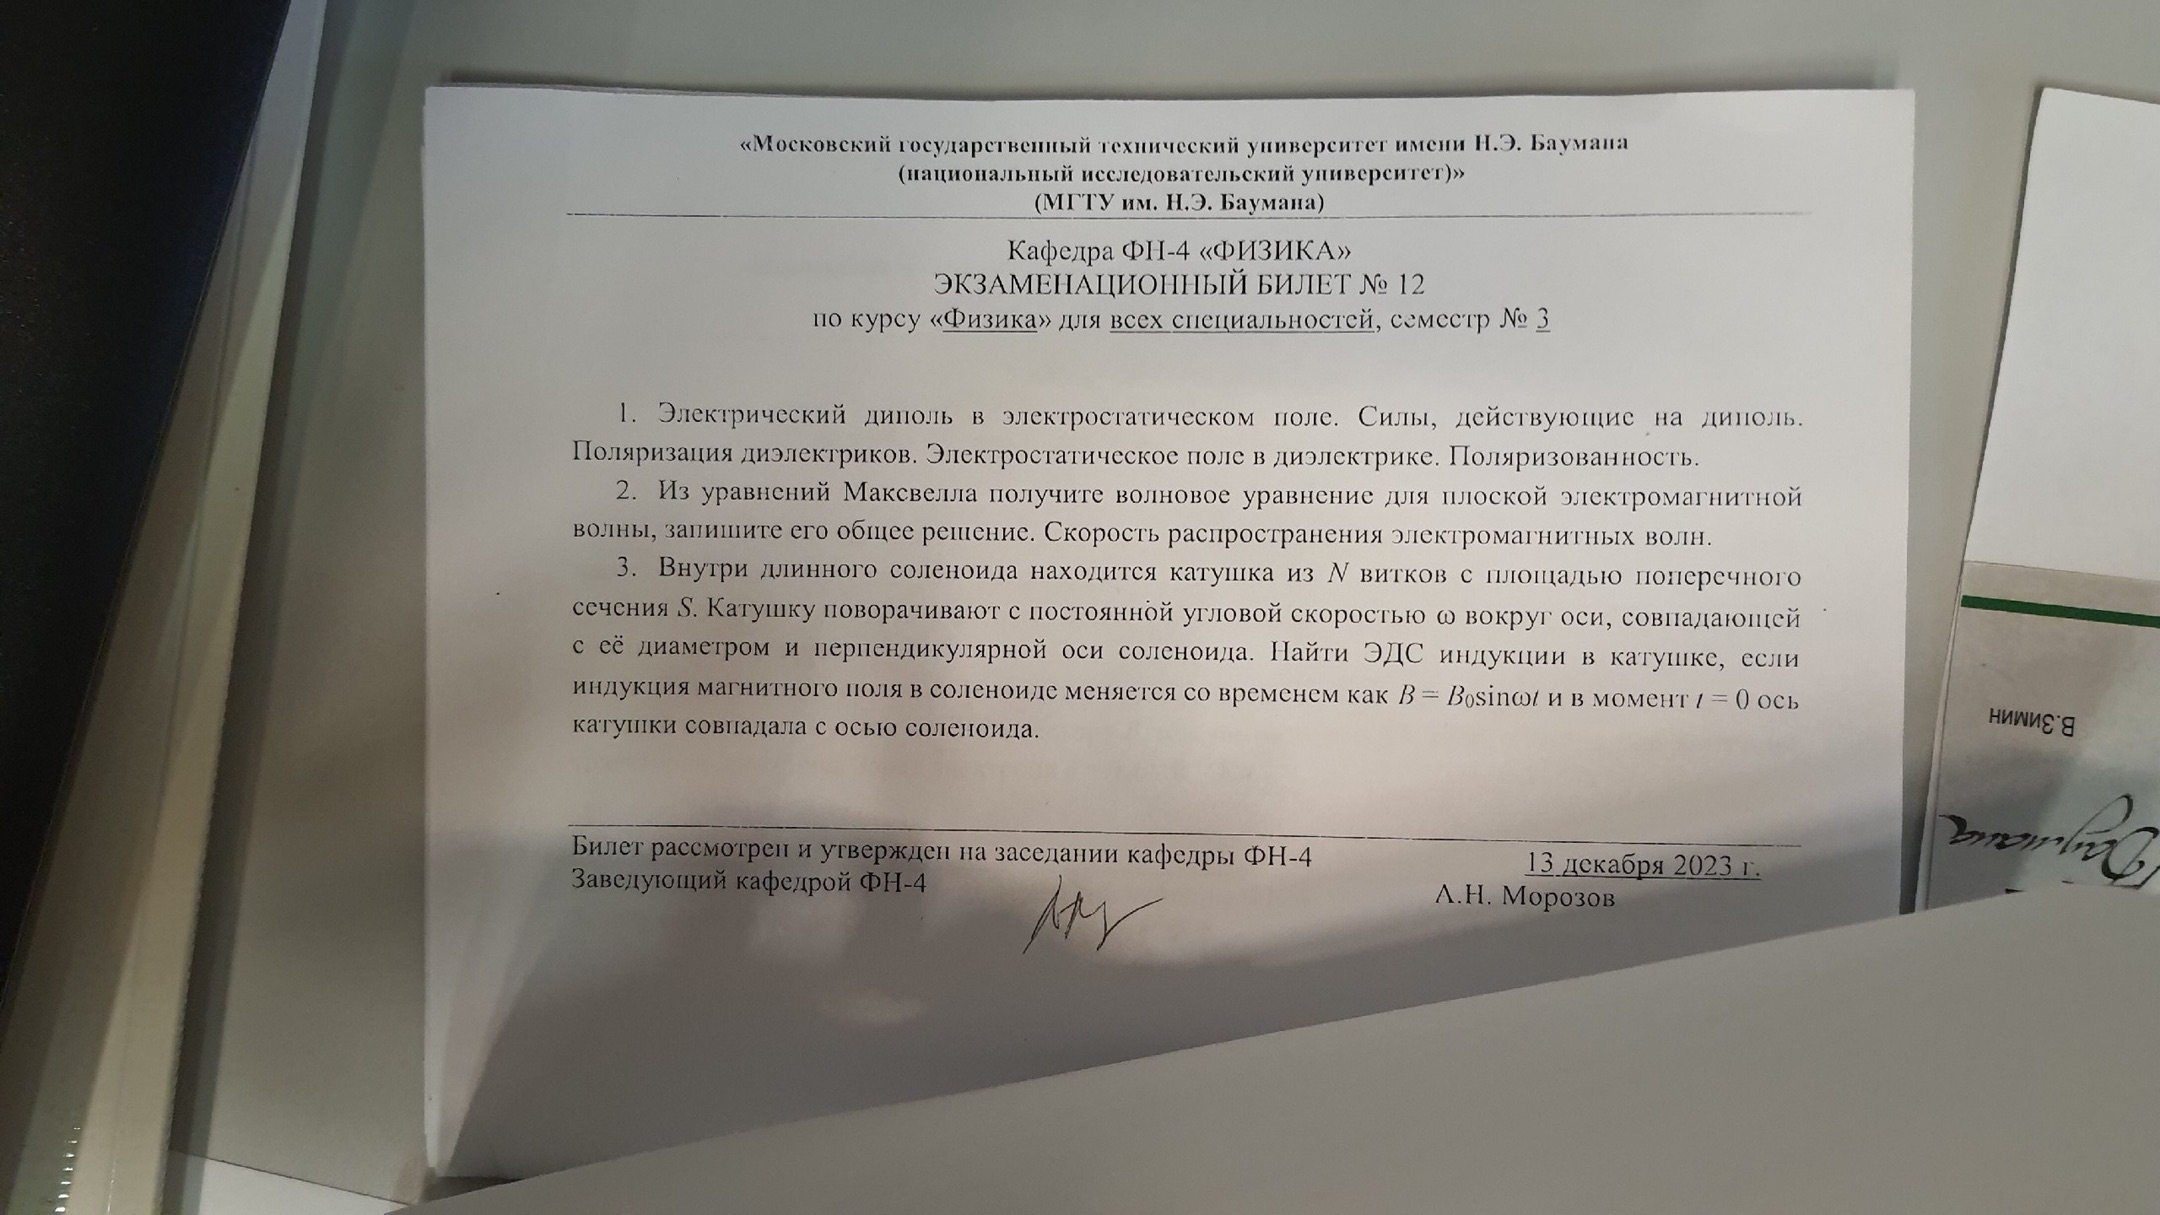 «Московский государственный технический университет имени Н.Э. Баумана
(национальный исследовательский университет)»
(МГТУ им. Н.Э. Баумана)
Кафедра ФН-4 «ФИЗИКА»
ЭКЗАМЕНАЦИОННЫЙ БИЛЕТ № 12
по курсу «Физика» для всех специальностей, семестр № 3
1. Электрический диполь в электростатическом поле. Силы, действующие на диполь.
Поляризация диэлектриков. Электростатическое поле в диэлектрике. Поляризованность.
2. Из уравнений Максвелла получите волновое уравнение для плоской электромагнитной
волны, запишите его общее решение. Скорость распространения электромагнитных волн.
3. Внутри длинного соленоида находится катушка из N витков с площадью поперечного
сечения S. Катушку поворачивают с постоянной угловой скоростью ω вокруг оси, совпадающей
с её диаметром и перпендикулярной оси соленоида. Найти ЭДС индукции в катушке, если
индукция магнитного поля в соленоиде меняется со временем как B = B₀sinωt и в момент t = 0 ось
катушки совпадала с осью соленоида.
Билет рассмотрен и утвержден на заседании кафедры ФН-4
13 декабря 2023 г.
Заведующий кафедрой ФН-4
А.Н. Морозов
В.Зимин